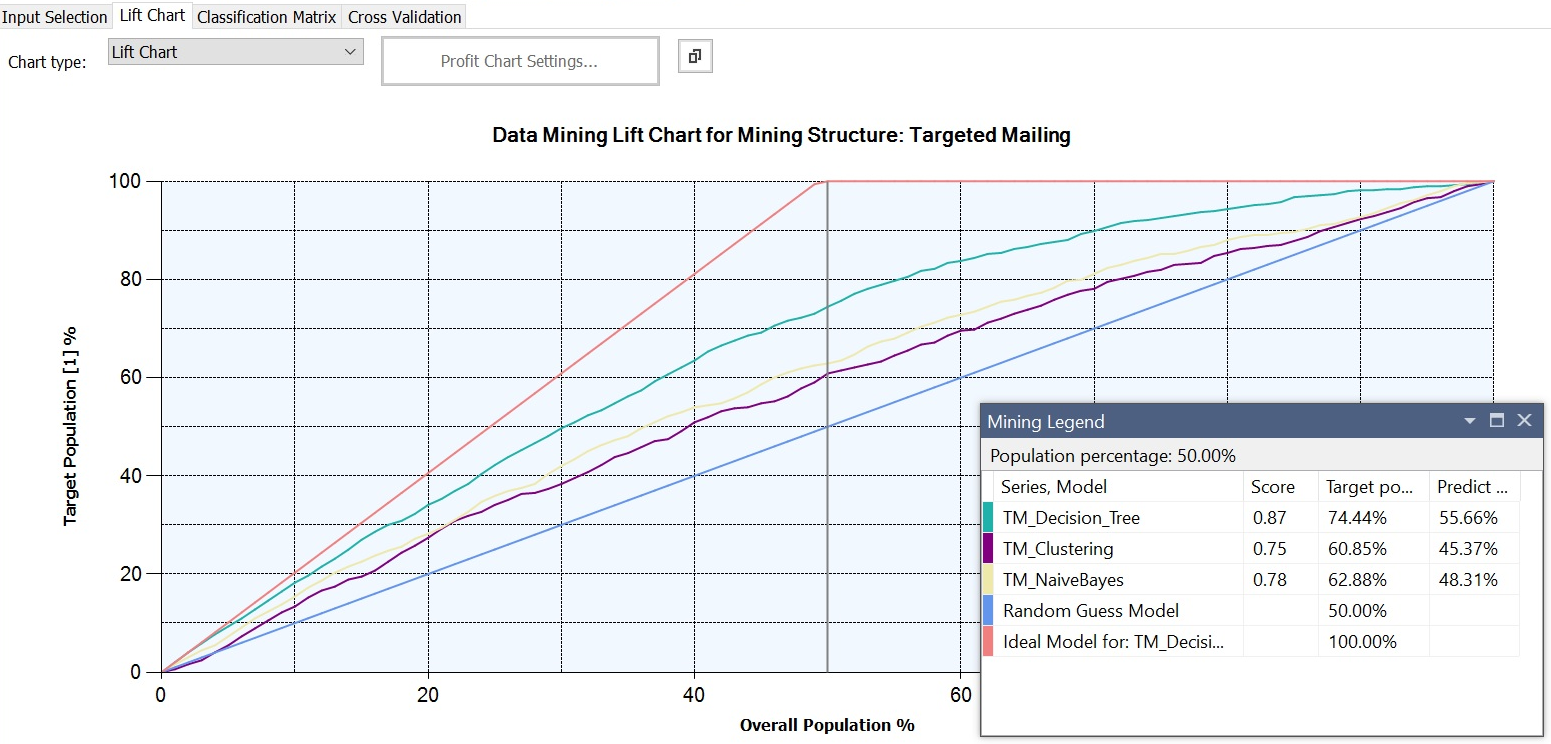 Input Selection Lift Chart Classification Matrix Cross Validation
Chart type: Lift Chart Profit Chart Settings...
Data Mining Lift Chart for Mining Structure: Targeted Mailing
100
80
60
40
20
0
Target Population [1] %
0 20 40 60
Overall Population %
Mining Legend
Population percentage: 50.00%
Series, Model Score Target po... Predict ...
TM_Decision_Tree 0.87 74.44% 55.66%
TM_Clustering 0.75 60.85% 45.37%
TM_NaiveBayes 0.78 62.88% 48.31%
Random Guess Model 50.00%
Ideal Model for: TM_Decisi... 100.00%